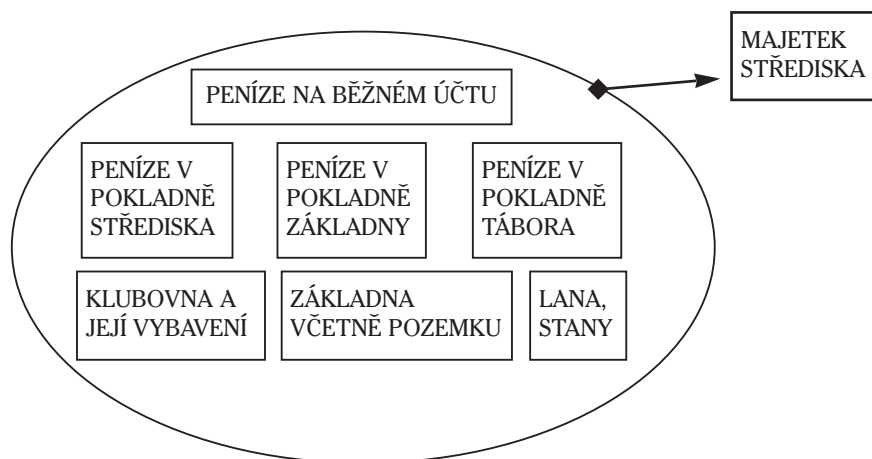 MAJETEK
STŘEDISKA
PENÍZE NA BĚŽNÉM ÚČTU
PENÍZE V
POKLADNĚ
STŘEDISKA
PENÍZE V
POKLADNĚ
ZÁKLADNY
PENÍZE V
POKLADNĚ
TÁBORA
KLUBOVNA A
JEJÍ VYBAVENÍ
ZÁKLADNA
VČETNĚ POZEMKU
LANA,
STANY